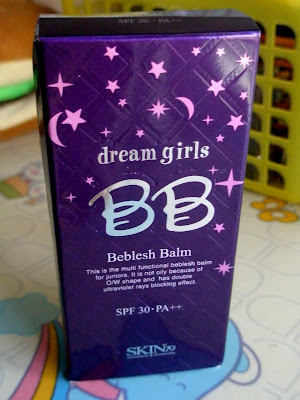 SPF 30 · PA++
dream girls
BB
Beblesh Balm
This is the multi functional beblesh balm
for juniors. It is not oily because of
O/W shape and has double
ultraviolet rays blocking effect.
SPF 30·PA++
SKIN79